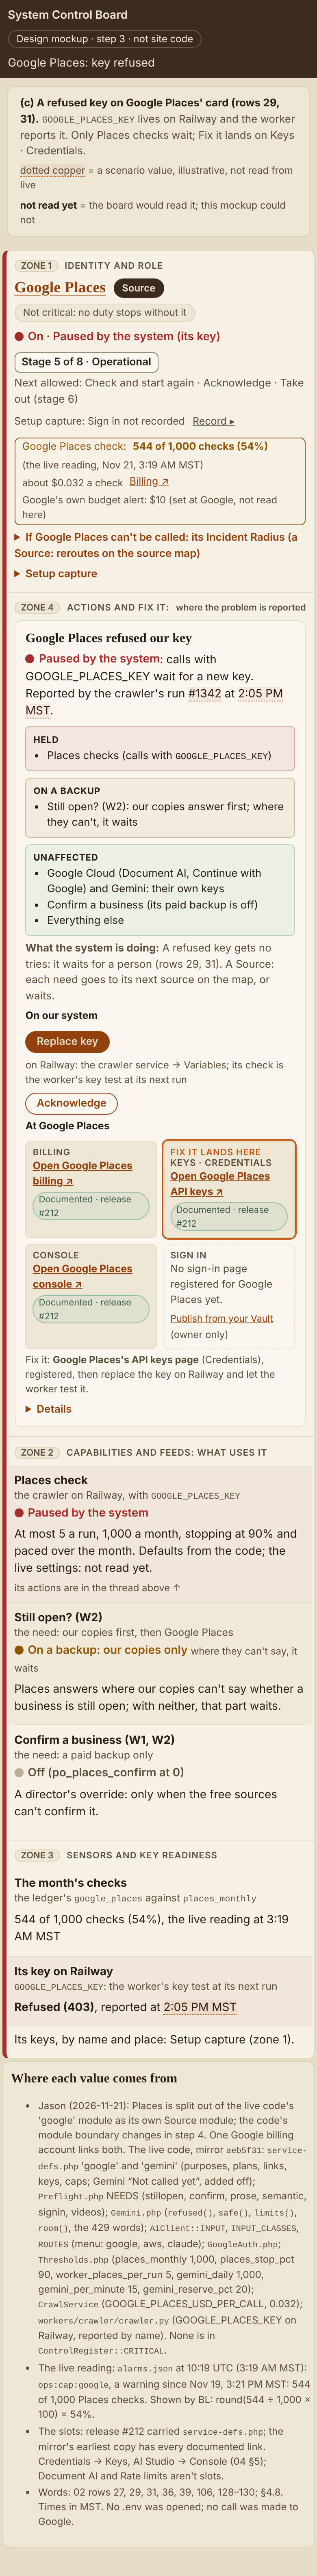 System Control Board
Design mockup · step 3 · not site code
Google Places: key refused
(c) A refused key on Google Places' card (rows 29,
31). GOOGLE_PLACES_KEY lives on Railway and the worker
reports it. Only Places checks wait; Fix it lands on Keys
· Credentials.
dotted copper = a scenario value, illustrative, not read from
live
not read yet = the board would read it; this mockup could
not
ZONE 1 IDENTITY AND ROLE
Google Places Source
Not critical: no duty stops without it
On · Paused by the system (its key)
Stage 5 of 8 · Operational
Next allowed: Check and start again · Acknowledge · Take
out (stage 6)
Setup capture: Sign in not recorded Record ▸
Google Places check: 544 of 1,000 checks (54%)
(the live reading, Nov 21, 3:19 AM MST)
about $0.032 a check Billing ↗
Google's own budget alert: $10 (set at Google, not read
here)
▶ If Google Places can't be called: its Incident Radius (a
Source: reroutes on the source map)
▶ Setup capture
ZONE 4 ACTIONS AND FIX IT: where the problem is reported
Google Places refused our key
Paused by the system: calls with
GOOGLE_PLACES_KEY wait for a new key.
Reported by the crawler's run #1342 at 2:05 PM
MST.
HELD
• Places checks (calls with GOOGLE_PLACES_KEY)
ON A BACKUP
• Still open? (W2): our copies answer first; where
they can't, it waits
UNAFFECTED
• Google Cloud (Document AI, Continue with
Google) and Gemini: their own keys
• Confirm a business (its paid backup is off)
• Everything else
What the system is doing: A refused key gets no
tries: it waits for a person (rows 29, 31). A Source:
each need goes to its next source on the map, or
waits.
On our system
Replace key
on Railway: the crawler service → Variables; its check is
the worker's key test at its next run
Acknowledge
At Google Places
BILLING
Open Google Places
billing ↗
Documented · release
#212
FIX IT LANDS HERE
KEYS · CREDENTIALS
Open Google Places
API keys ↗
Documented · release
#212
CONSOLE
Open Google Places
console ↗
Documented · release
#212
SIGN IN
No sign-in page
registered for Google
Places yet.
Publish from your Vault
(owner only)
Fix it: Google Places's API keys page (Credentials),
registered, then replace the key on Railway and let the
worker test it.
▶ Details
ZONE 2 CAPABILITIES AND FEEDS: WHAT USES IT
Places check
the crawler on Railway, with GOOGLE_PLACES_KEY
Paused by the system
At most 5 a run, 1,000 a month, stopping at 90% and
paced over the month. Defaults from the code; the
live settings: not read yet.
its actions are in the thread above ↑
Still open? (W2)
the need: our copies first, then Google Places
On a backup: our copies only where they can't say, it
waits
Places answers where our copies can't say whether a
business is still open; with neither, that part waits.
Confirm a business (W1, W2)
the need: a paid backup only
Off (po_places_confirm at 0)
A director's override: only when the free sources
can't confirm it.
ZONE 3 SENSORS AND KEY READINESS
The month's checks
the ledger's google_places against places_monthly
544 of 1,000 checks (54%), the live reading at 3:19
AM MST
Its key on Railway
GOOGLE_PLACES_KEY: the worker's key test at its next run
Refused (403), reported at 2:05 PM MST
Its keys, by name and place: Setup capture (zone 1).
Where each value comes from
• Jason (2026-11-21): Places is split out of the live code's
'google' module as its own Source module; the code's
module boundary changes in step 4. One Google billing
account links both. The live code, mirror aeb5f31: service-
defs.php 'google' and 'gemini' (purposes, plans, links,
keys, caps; Gemini “Not called yet”, added off);
Preflight.php NEEDS (stillopen, confirm, prose, semantic,
signin, videos); Gemini.php (refused(), safe(), limits(),
room(), the 429 words); AiClient::INPUT, INPUT_CLASSES,
ROUTES (menu: google, aws, claude); GoogleAuth.php;
Thresholds.php (places_monthly 1,000, places_stop_pct
90, worker_places_per_run 5, gemini_daily 1,000,
gemini_per_minute 15, gemini_reserve_pct 20);
CrawlService (GOOGLE_PLACES_USD_PER_CALL, 0.032);
workers/crawler/crawler.py (GOOGLE_PLACES_KEY on
Railway, reported by name). None is in
ControlRegister::CRITICAL.
• The live reading: alarms.json at 10:19 UTC (3:19 AM MST):
ops:cap:google, a warning since Nov 19, 3:21 PM MST: 544
of 1,000 Places checks. Shown by BL: round(544 ÷ 1,000 ×
100) = 54%.
• The slots: release #212 carried service-defs.php; the
mirror's earliest copy has every documented link.
Credentials → Keys, AI Studio → Console (04 §5);
Document AI and Rate limits aren't slots.
• Words: 02 rows 27, 29, 31, 36, 39, 106, 128–130; §4.8.
Times in MST. No .env was opened; no call was made to
Google.